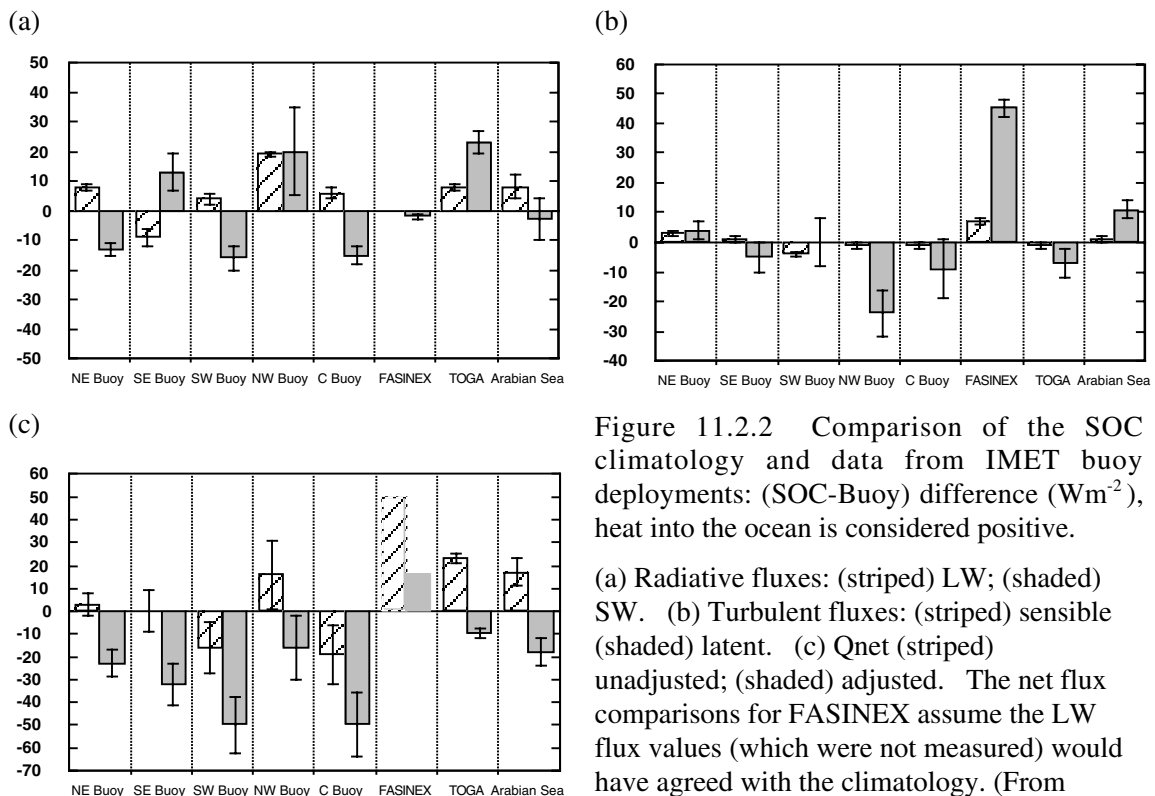 (a)
50
40
30
20
10
0
-10
-20
-30
-40
-50
NE Buoy SE Buoy SW Buoy NW Buoy C Buoy FASINEX TOGA Arabian Sea
(b)
60
50
40
30
20
10
0
-10
-20
-30
-40
NE Buoy SE Buoy SW Buoy NW Buoy C Buoy FASINEX TOGA Arabian Sea
(c)
60
50
40
30
20
10
0
-10
-20
-30
-40
-50
-60
-70
NE Buoy SE Buoy SW Buoy NW Buoy C Buoy FASINEX TOGA Arabian Sea
Figure 11.2.2 Comparison of the SOC
climatology and data from IMET buoy
deployments: (SOC-Buoy) difference (Wm-2),
heat into the ocean is considered positive.
(a) Radiative fluxes: (striped) LW; (shaded)
SW. (b) Turbulent fluxes: (striped) sensible
(shaded) latent. (c) Qnet (striped)
unadjusted; (shaded) adjusted. The net flux
comparisons for FASINEX assume the LW
flux values (which were not measured) would
have agreed with the climatology. (From